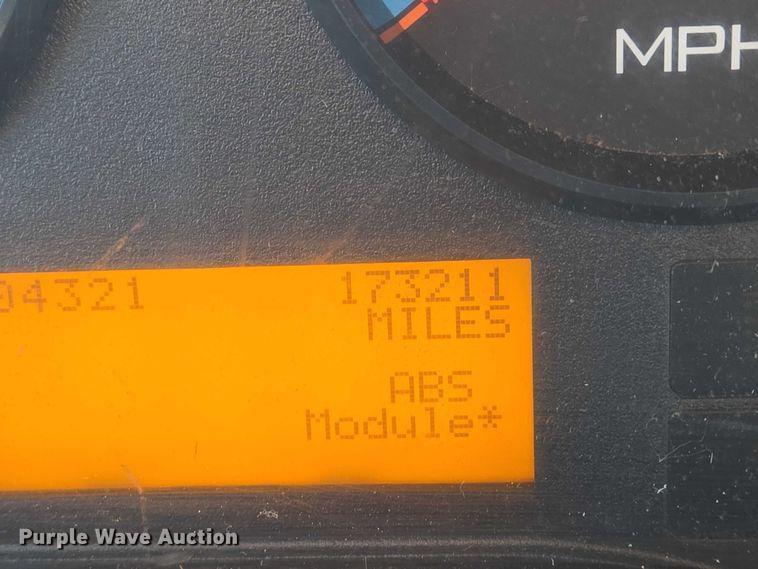 MPH
04321 173211
MILES
ABS
Module*
Purple Wave Auction